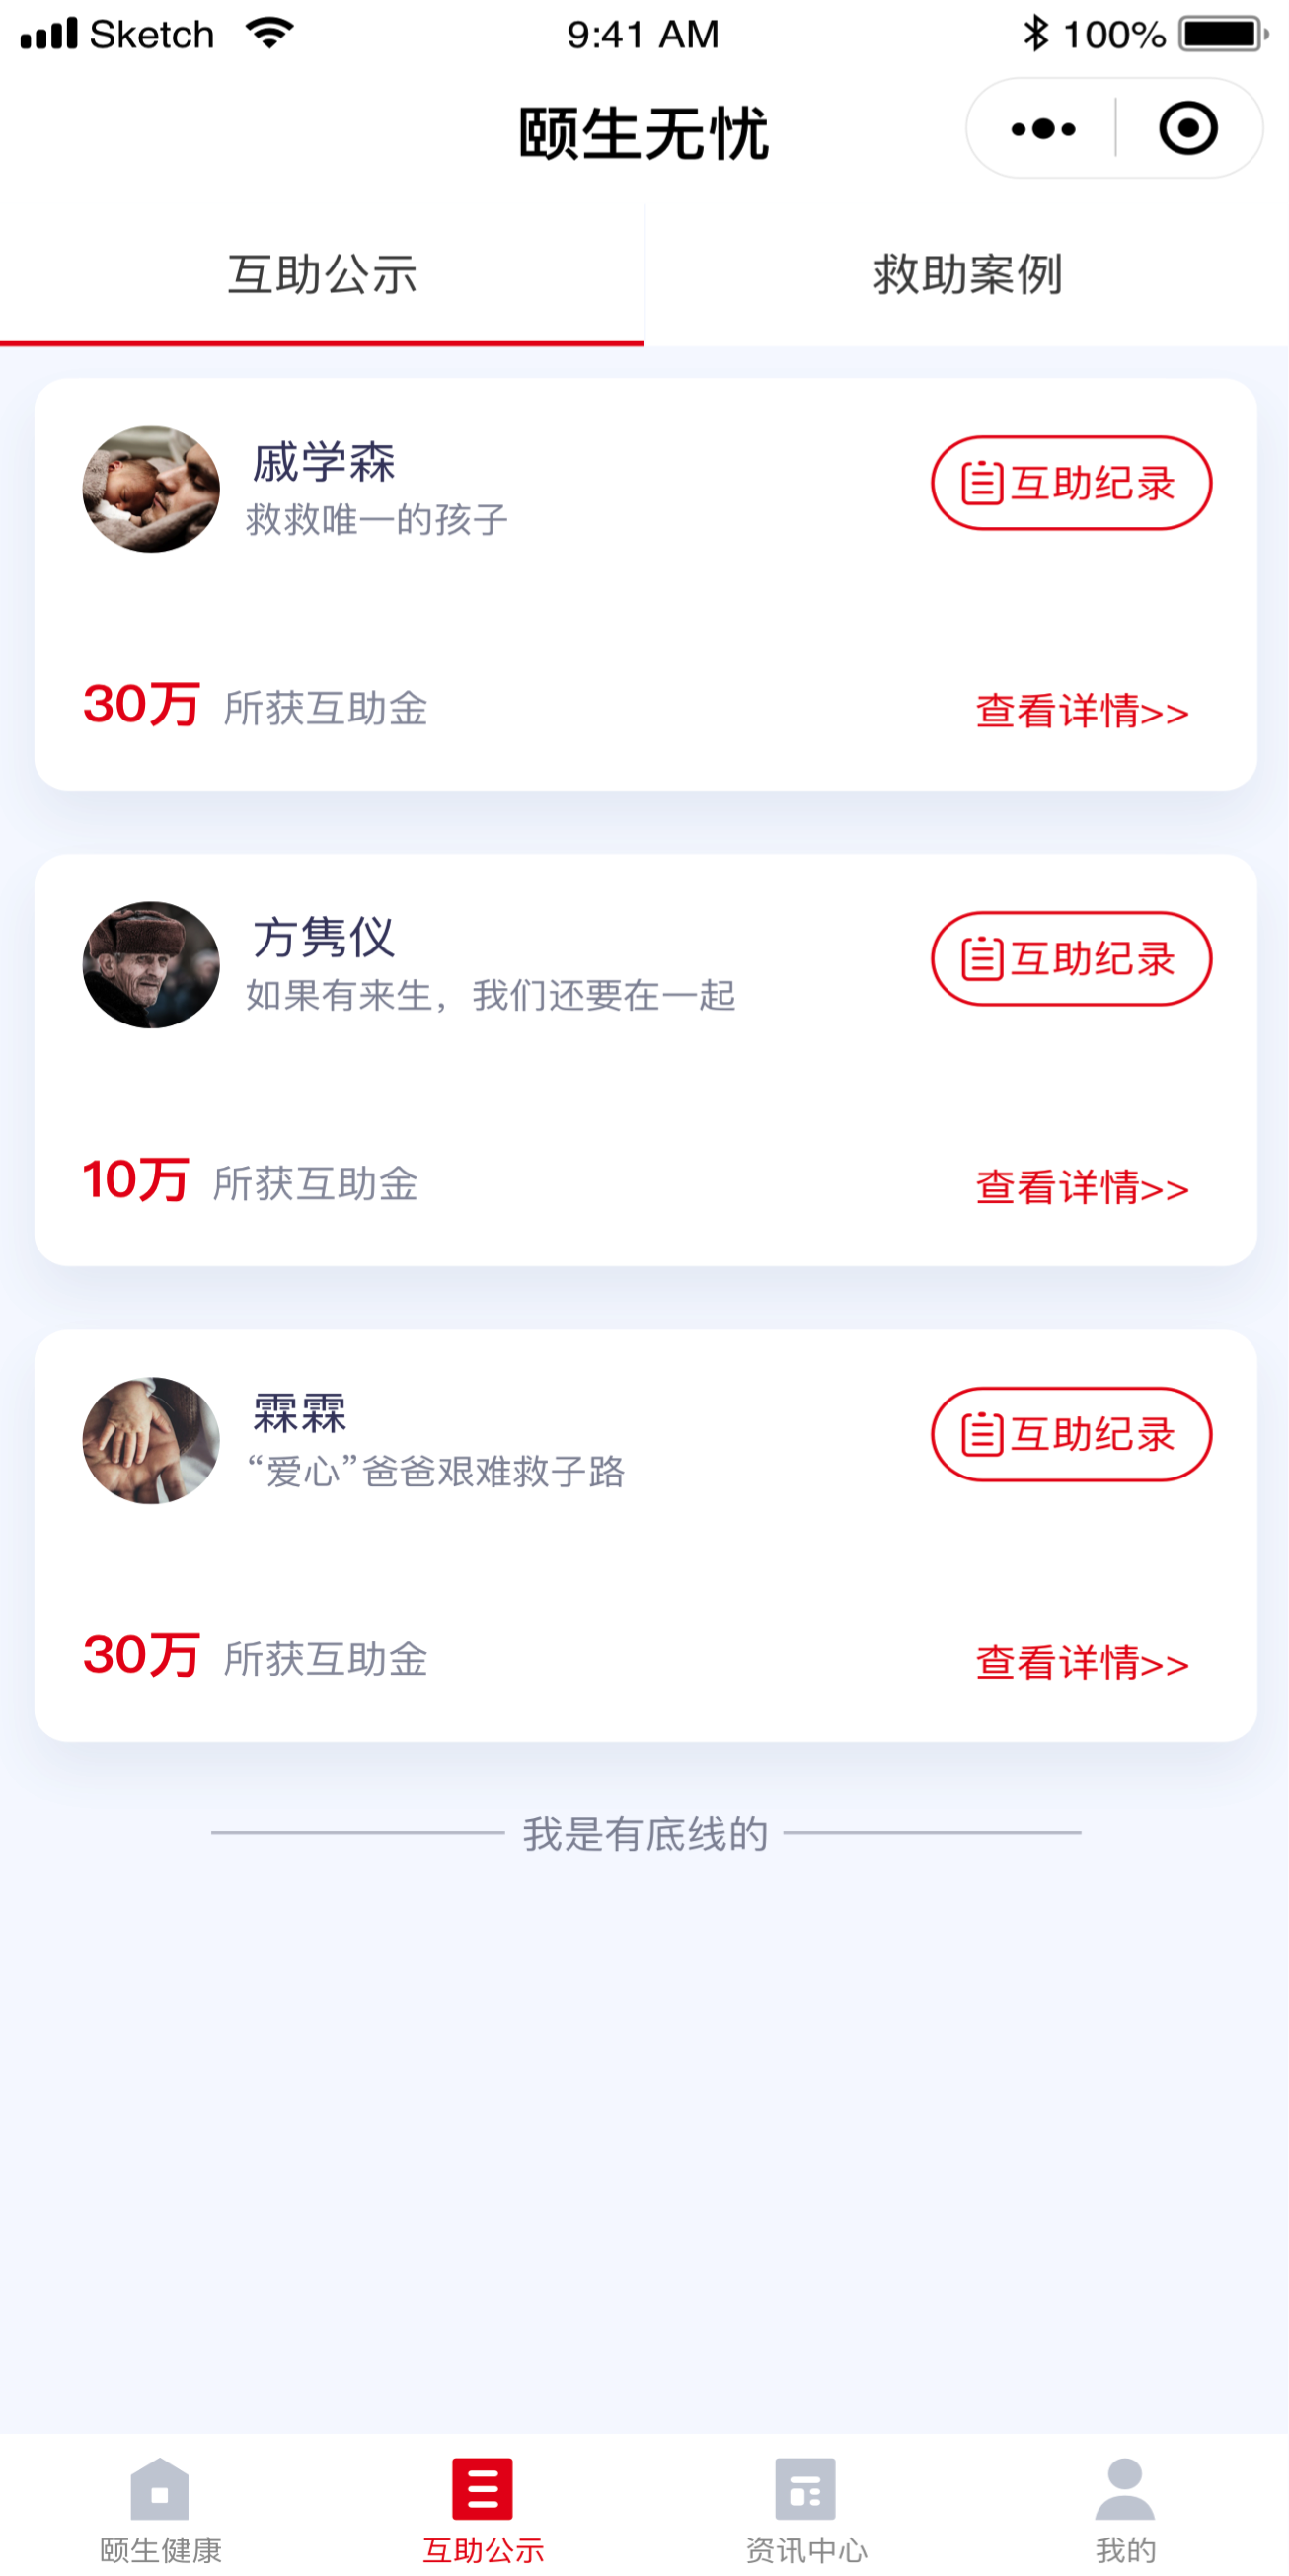 Sketch 9:41 AM 100%
颐生无忧
互助公示 救助案例
戚学森
救救唯一的孩子
互助纪录
30万 所获互助金 查看详情>>
方隽仪
如果有来生，我们还要在一起
互助纪录
10万 所获互助金 查看详情>>
霖霖
“爱心”爸爸艰难救子路
互助纪录
30万 所获互助金 查看详情>>
我是有底线的
颐生健康 互助公示 资讯中心 我的